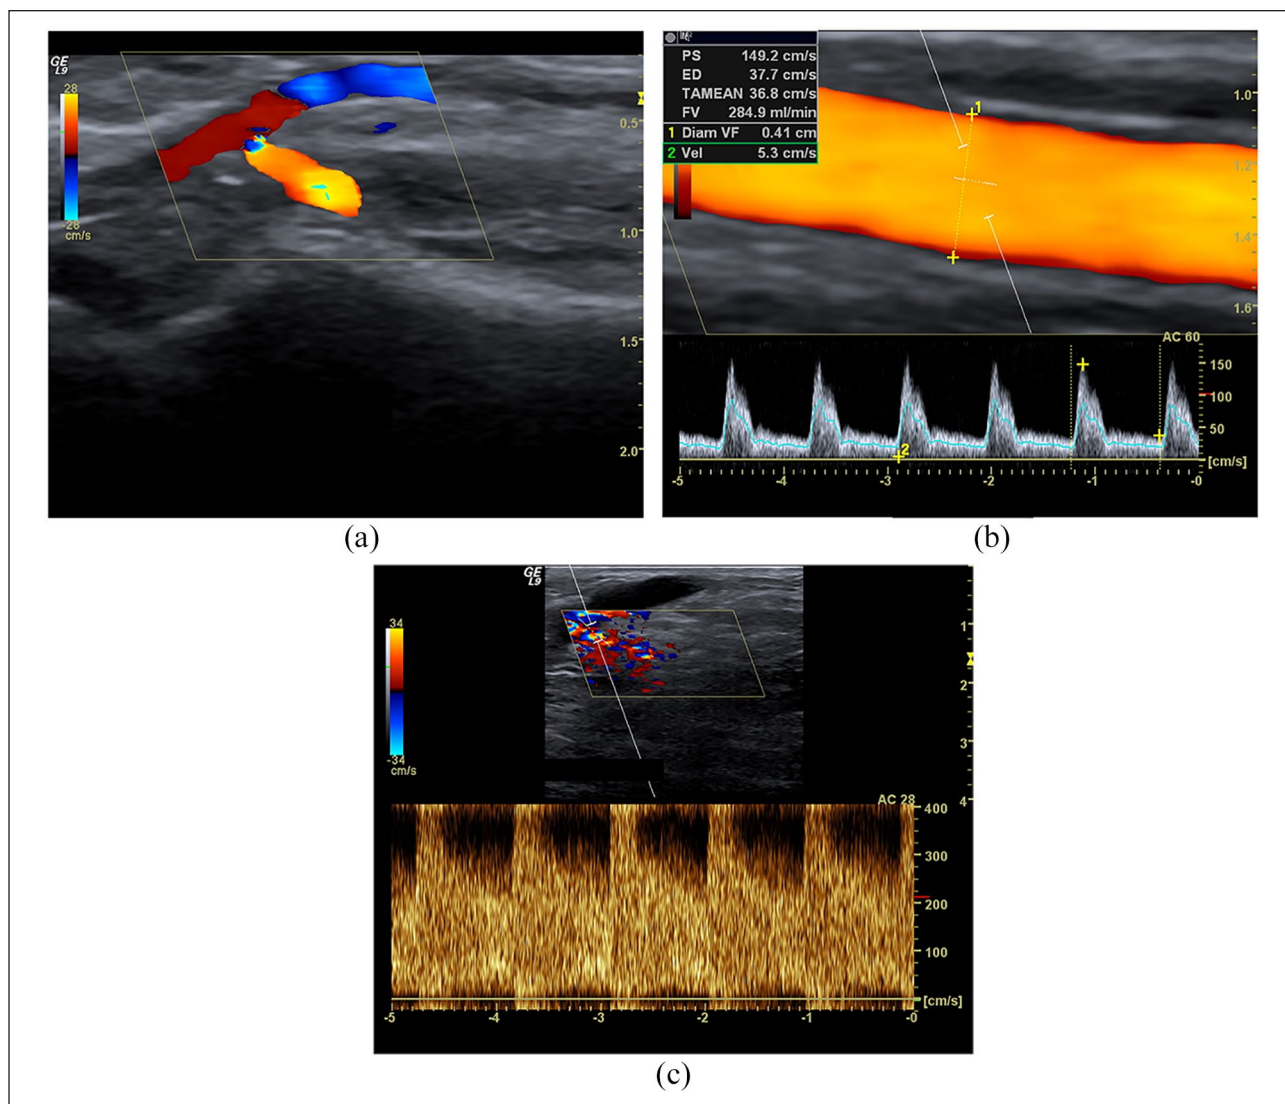 GE
L9
28
-28
cm/s
0.5
1.0
1.5
2.0
(a)
PS 149.2 cm/s
ED 37.7 cm/s
TAMEAN 36.8 cm/s
FV 284.9 ml/min
1 Diam VF 0.41 cm
2 Vel 5.3 cm/s
1
1.0
1.2
1.4
1.6
AC 60
150
100
50
[cm/s]
2
-5 -4 -3 -2 -1 -0
(b)
GE
L9
34
-34
cm/s
1
2
3
4
AC 28
400
300
200
100
[cm/s]
-5 -4 -3 -2 -1 -0
(c)